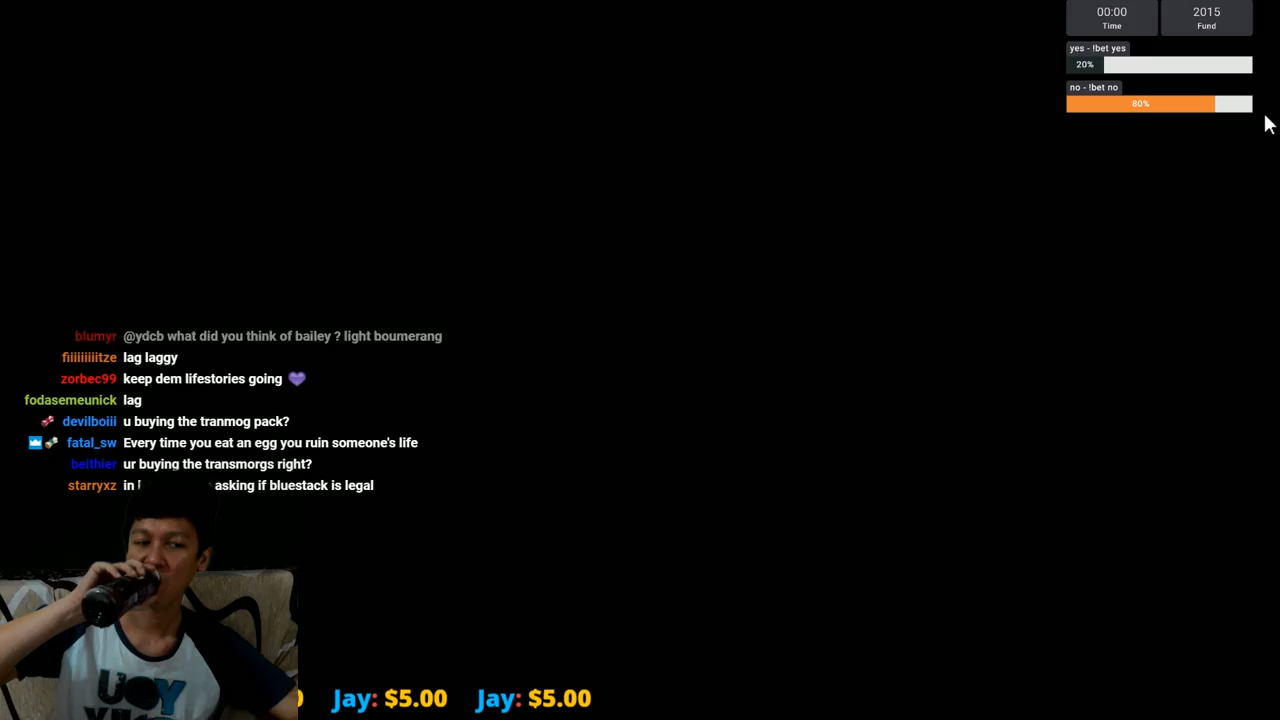 00:00
Time
2015
Fund
yes - !bet yes
20%
no - !bet no
80%
blumyr @ydcb what did you think of bailey ? light boumerang
fiiiiiiiiitze lag laggy
zorbec99 keep dem lifestories going
fodasemeunick lag
devilboiii u buying the tranmog pack?
fatal_sw Every time you eat an egg you ruin someone's life
beithier ur buying the transmorgs right?
starryxz in asking if bluestack is legal
Jay: $5.00 Jay: $5.00